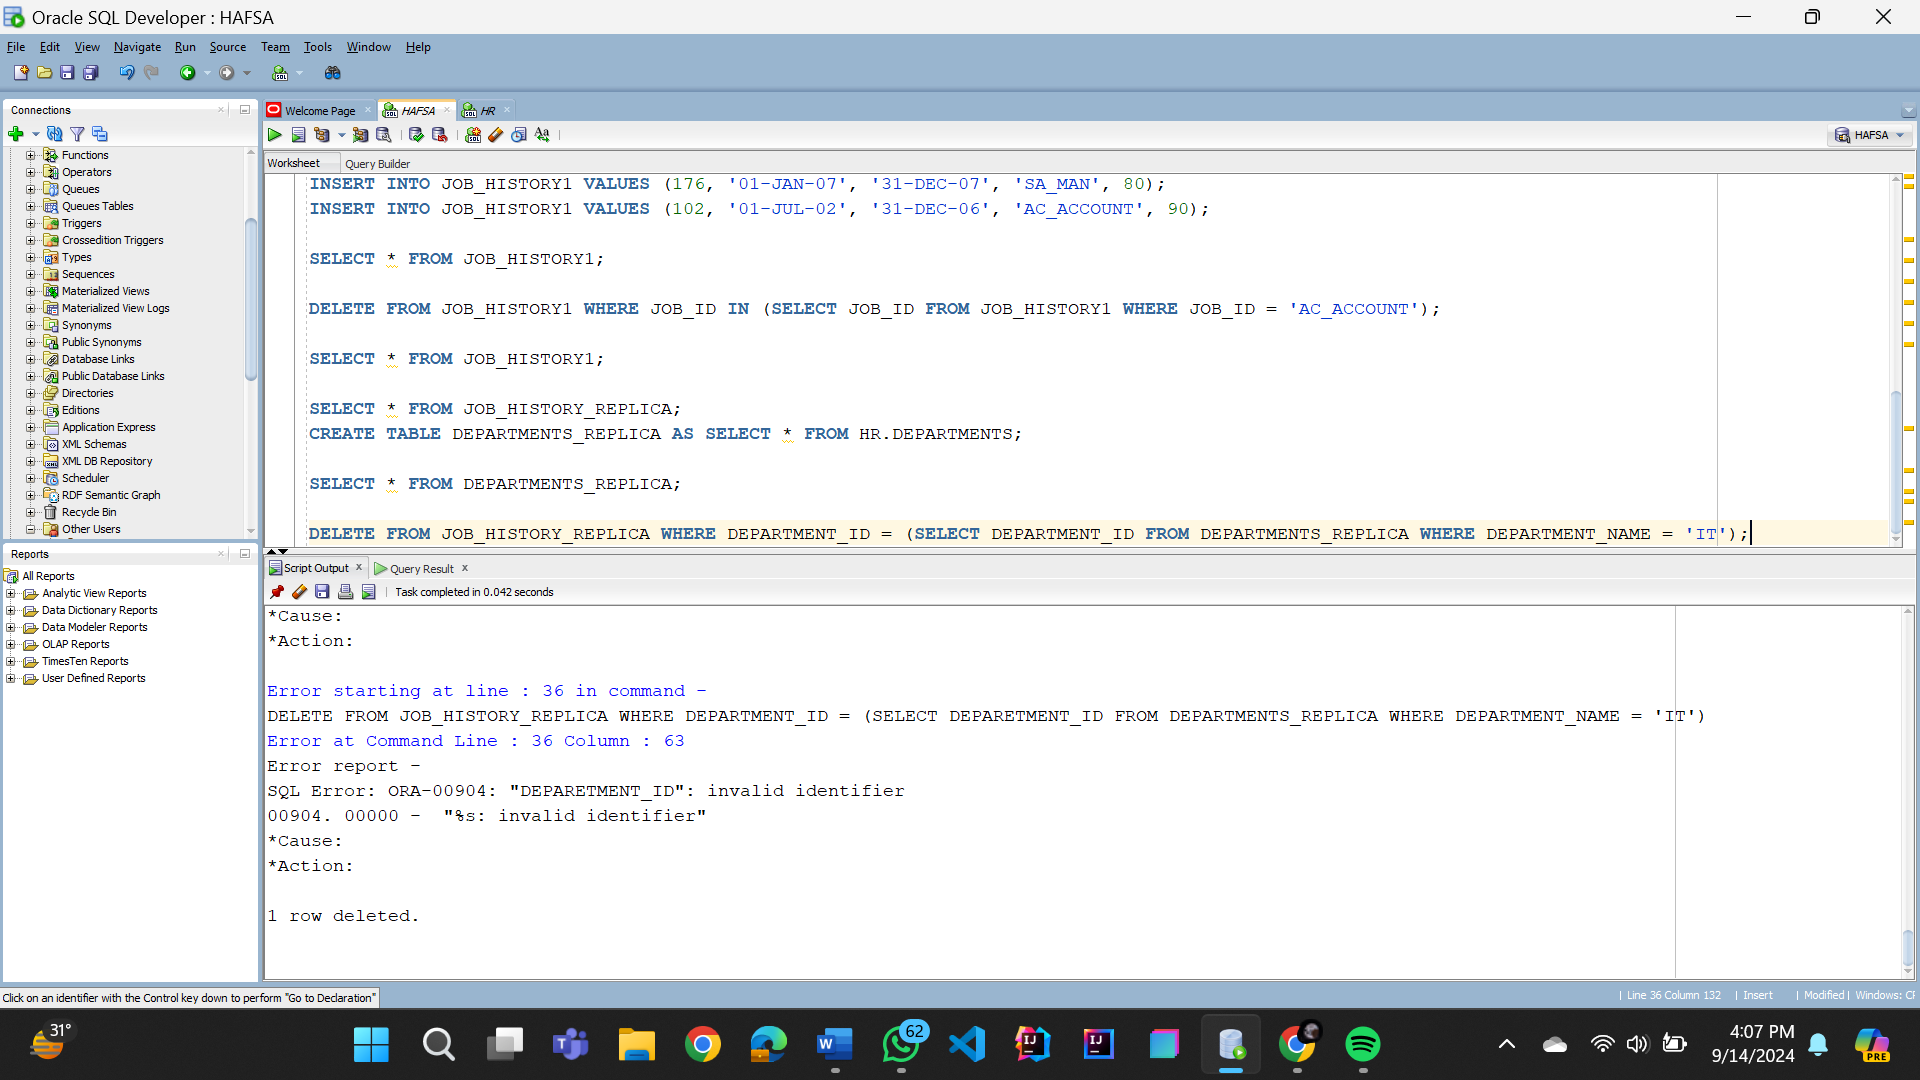 Oracle SQL Developer : HAFSA
File Edit View Navigate Run Source Team Tools Window Help
Connections
Functions
Operators
Queues
Queues Tables
Triggers
Crossedition Triggers
Types
Sequences
Materialized Views
Materialized View Logs
Synonyms
Public Synonyms
Database Links
Public Database Links
Directories
Editions
Application Express
XML Schemas
XML DB Repository
Scheduler
RDF Semantic Graph
Recycle Bin
Other Users
Reports
All Reports
Analytic View Reports
Data Dictionary Reports
Data Modeler Reports
OLAP Reports
TimesTen Reports
User Defined Reports
Welcome Page HAFSA HR
HAFSA
Worksheet Query Builder
INSERT INTO JOB_HISTORY1 VALUES (176, '01-JAN-07', '31-DEC-07', 'SA_MAN', 80);
INSERT INTO JOB_HISTORY1 VALUES (102, '01-JUL-02', '31-DEC-06', 'AC_ACCOUNT', 90);
SELECT * FROM JOB_HISTORY1;
DELETE FROM JOB_HISTORY1 WHERE JOB_ID IN (SELECT JOB_ID FROM JOB_HISTORY1 WHERE JOB_ID = 'AC_ACCOUNT');
SELECT * FROM JOB_HISTORY1;
SELECT * FROM JOB_HISTORY_REPLICA;
CREATE TABLE DEPARTMENTS_REPLICA AS SELECT * FROM HR.DEPARTMENTS;
SELECT * FROM DEPARTMENTS_REPLICA;
DELETE FROM JOB_HISTORY_REPLICA WHERE DEPARTMENT_ID = (SELECT DEPARTMENT_ID FROM DEPARTMENTS_REPLICA WHERE DEPARTMENT_NAME = 'IT');
Script Output Query Result
Task completed in 0.042 seconds
*Cause:
*Action:
Error starting at line : 36 in command -
DELETE FROM JOB_HISTORY_REPLICA WHERE DEPARTMENT_ID = (SELECT DEPARETMENT_ID FROM DEPARTMENTS_REPLICA WHERE DEPARTMENT_NAME = 'IT')
Error at Command Line : 36 Column : 63
Error report -
SQL Error: ORA-00904: "DEPARETMENT_ID": invalid identifier
00904. 00000 - "%s: invalid identifier"
*Cause:
*Action:
1 row deleted.
Click on an identifier with the Control key down to perform "Go to Declaration"
Line 36 Column 132 Insert Modified Windows: CF
31°
62
4:07 PM
9/14/2024
PRE